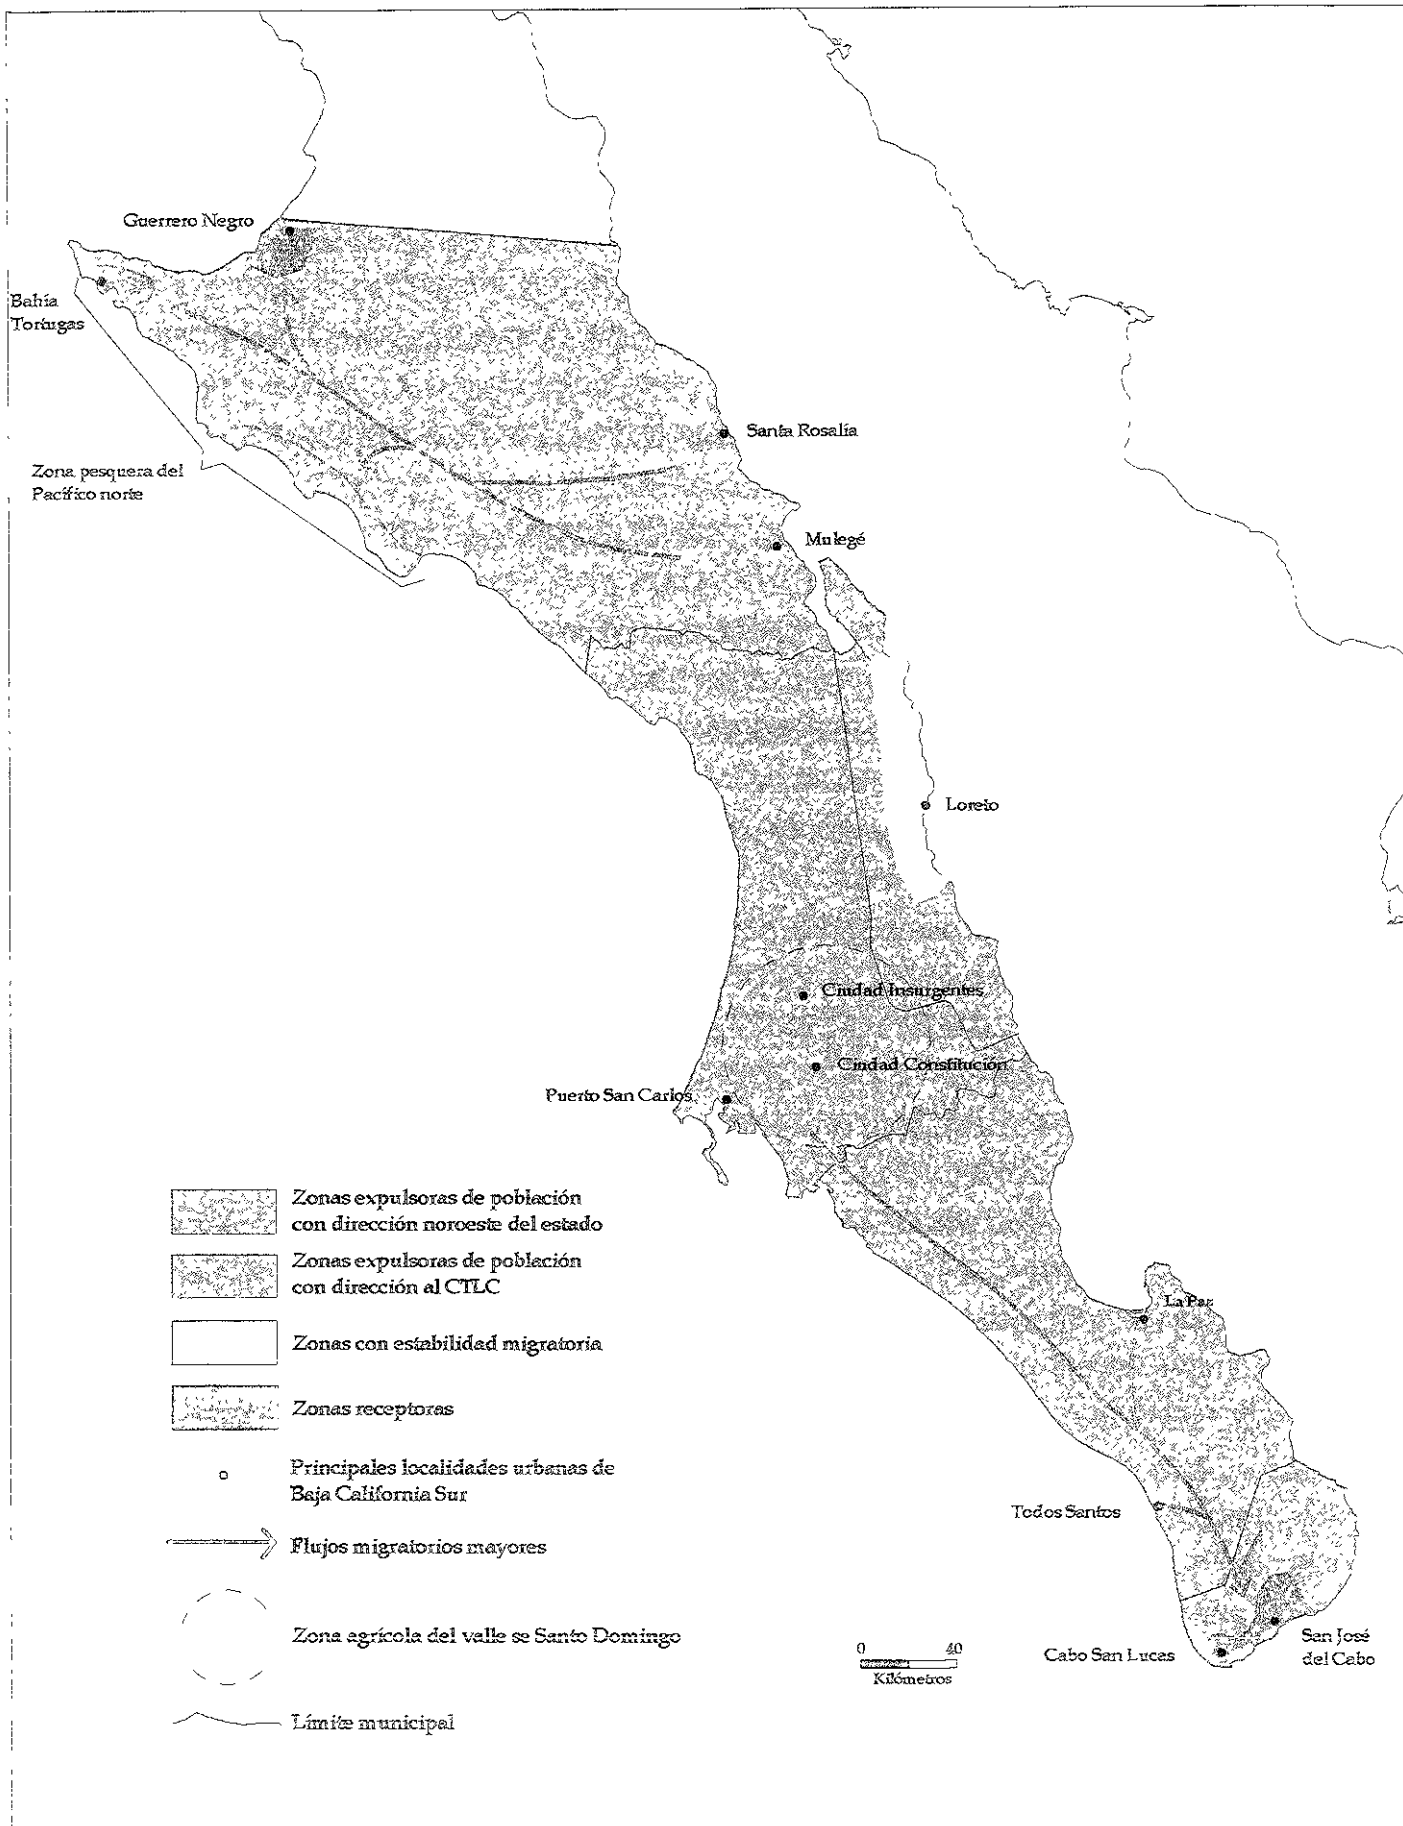 Guerrero Negro
Bahía
Tortugas
Santa Rosalía
Zona pesquera del
Pacífico norte
Mulegé
Loreto
Ciudad Insurgentes
Ciudad Constitución
Puerto San Carlos
Zonas expulsoras de población
con dirección noroeste del estado
Zonas expulsoras de población
con dirección al CTLC
La Paz
Zonas con estabilidad migratoria
Zonas receptoras
Principales localidades urbanas de
Baja California Sur
Todos Santos
Flujos migratorios mayores
Zona agrícola del valle se Santo Domingo
0 40
Kilómetros
Cabo San Lucas
San José
del Cabo
Límite municipal